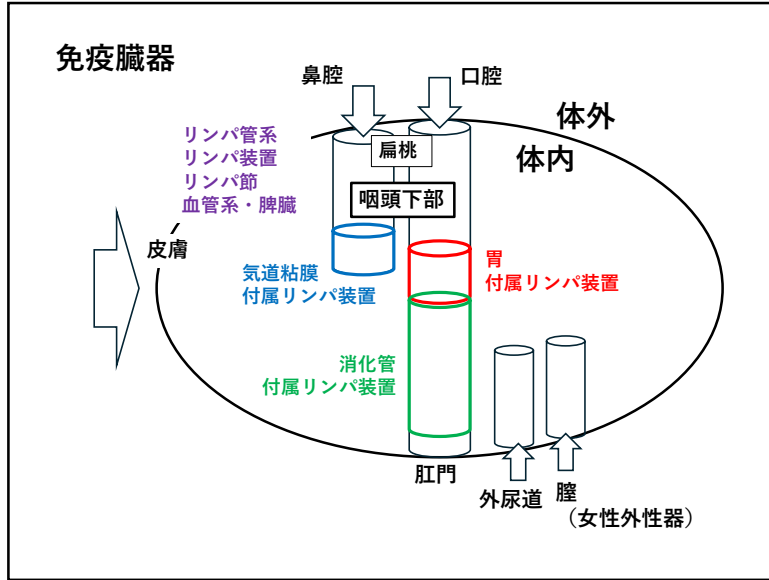 免疫臓器
鼻腔
口腔
体外
体内
リンパ管系
リンパ装置
リンパ節
血管系・脾臓
扁桃
咽頭下部
皮膚
気道粘膜
付属リンパ装置
胃
付属リンパ装置
消化管
付属リンパ装置
肛門
外尿道
膣
（女性外性器）